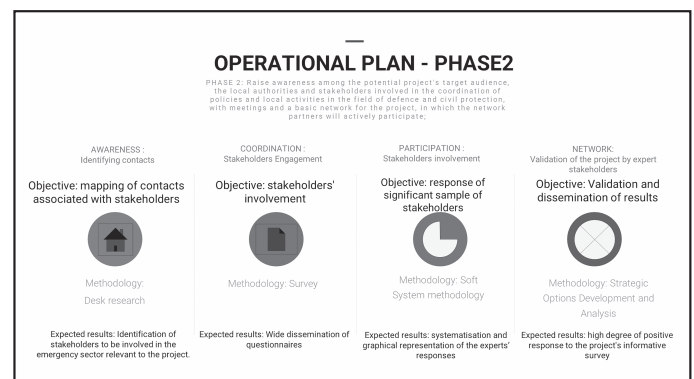 OPERATIONAL PLAN - PHASE2
PHASE 2: Raise awareness among the potential project's target audience,
the local authorities and stakeholders involved in the coordination of
policies and local activities in the field of defence and civil protection,
with meetings and a basic network for the project, in which the network
partners will actively participate;
AWARENESS :
Identifying contacts
Objective: mapping of contacts
associated with stakeholders
Methodology:
Desk research
Expected results: Identification of
stakeholders to be involved in the
emergency sector relevant to the project.
COORDINATION :
Stakeholders Engagement
Objective: stakeholders'
involvement
Methodology: Survey
Expected results: Wide dissemination of
questionnaires
PARTICIPATION :
Stakeholders involvement
Objective: response of
significant sample of
stakeholders
Methodology: Soft
System methodology
Expected results: systematisation and
graphical representation of the experts'
responses
NETWORK:
Validation of the project by expert
stakeholders
Objective: Validation and
dissemination of results
Methodology: Strategic
Options Development and
Analysis
Expected results: high degree of positive
response to the project's informative
survey